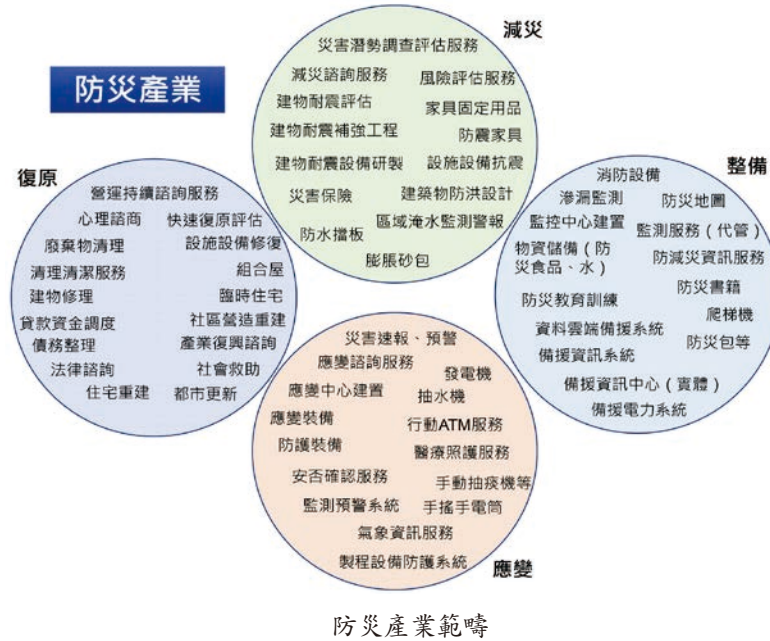 防災產業
減災
災害潛勢調查評估服務
減災諮詢服務
風險評估服務
建物耐震評估
家具固定用品
建物耐震補強工程
防震家具
建物耐震設備研製
設施設備抗震
災害保險
建築物防洪設計
區域淹水監測警報
防水擋板
膨脹砂包
整備
消防設備
滲漏監測
防災地圖
監控中心建置
監測服務（代管）
物資儲備（防
災食品、水）
防減災資訊服務
防災書籍
防災教育訓練
爬梯機
資料雲端備援系統
防災包等
備援資訊系統
備援資訊中心（實體）
備援電力系統
應變
災害速報、預警
應變諮詢服務
發電機
應變中心建置
抽水機
應變裝備
行動ATM服務
防護裝備
醫療照護服務
安否確認服務
手動抽痰機等
監測預警系統
手搖手電筒
氣象資訊服務
製程設備防護系統
復原
營運持續諮詢服務
心理諮商
快速復原評估
廢棄物清理
設施設備修復
清理清潔服務
組合屋
建物修理
臨時住宅
貸款資金調度
社區營造重建
債務整理
產業復興諮詢
法律諮詢
社會救助
住宅重建
都市更新
防災產業範疇